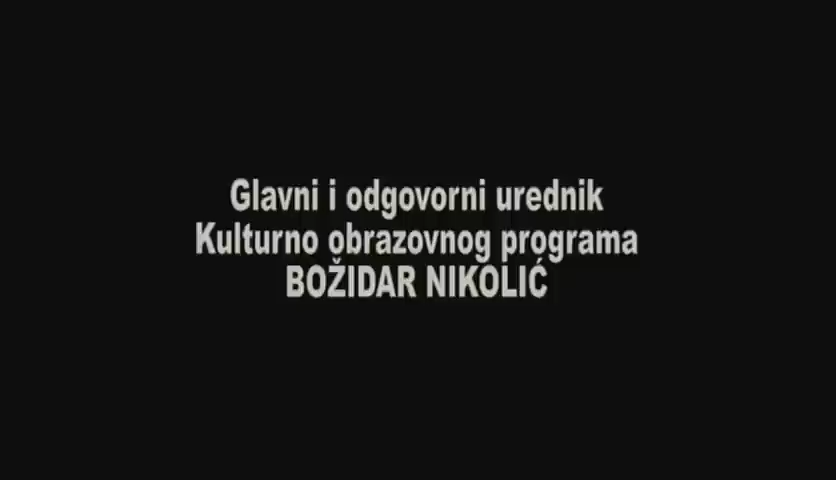 Glavni i odgovorni urednik
Kulturno obrazovnog programa
BOŽIDAR NIKOLIĆ